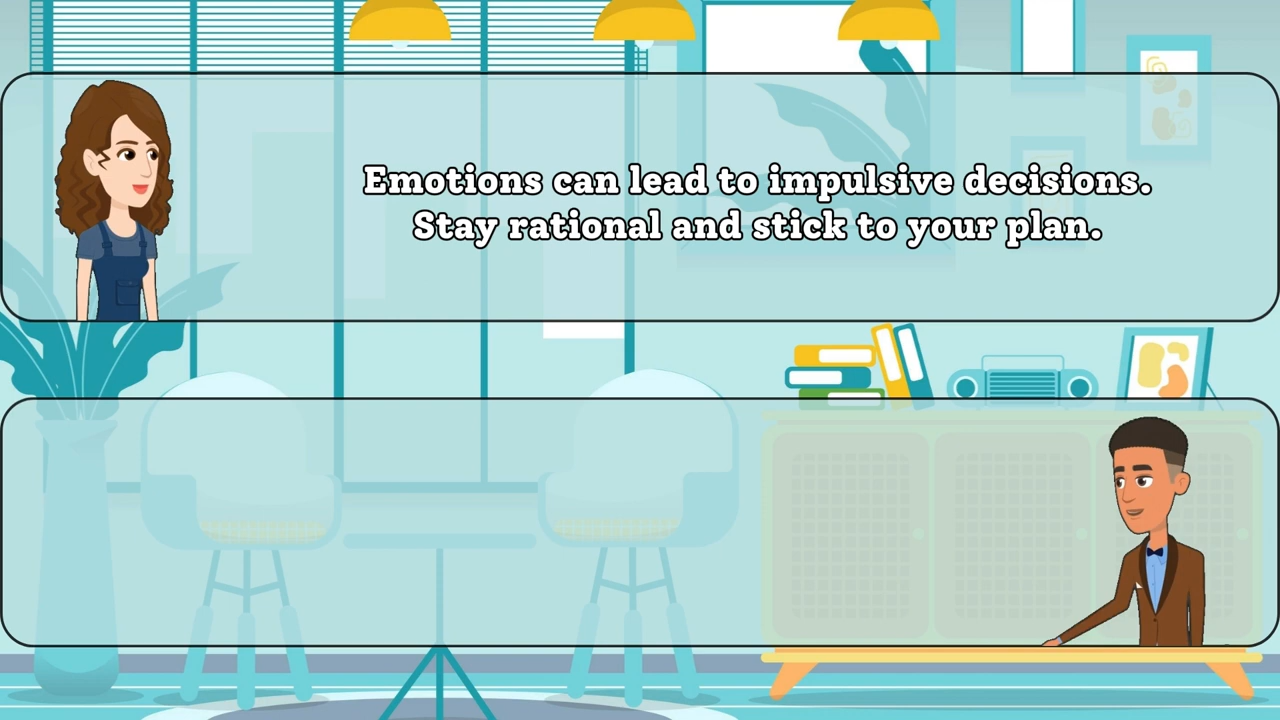 Emotions can lead to impulsive decisions.
Stay rational and stick to your plan.